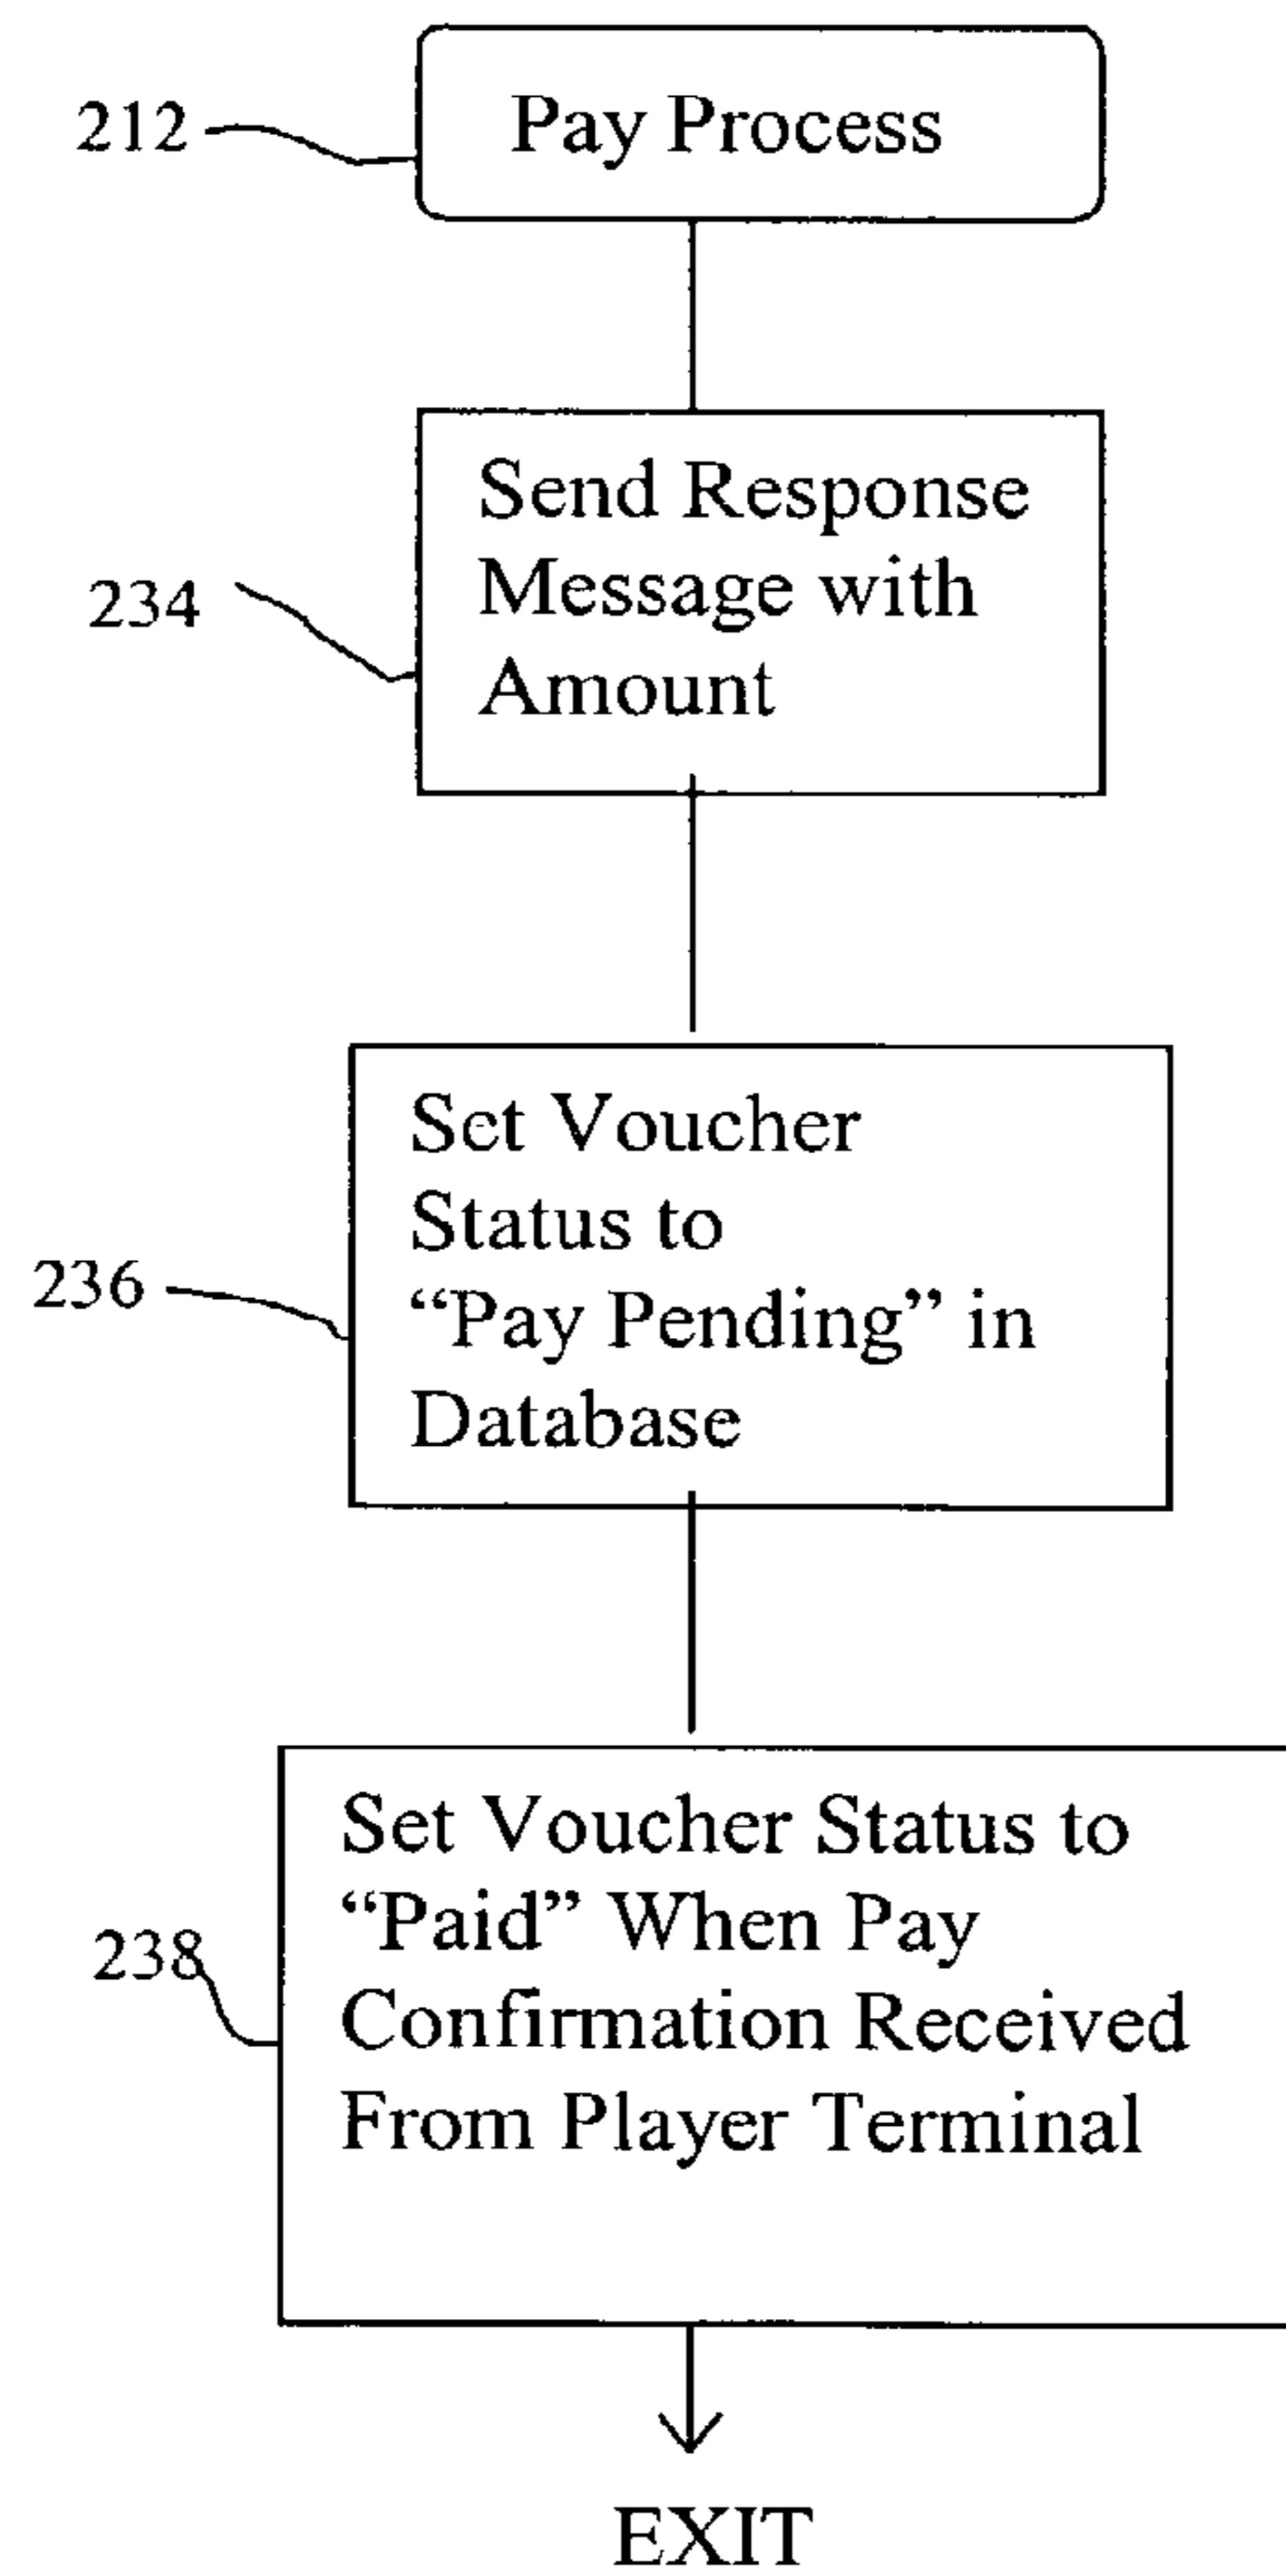 212
Pay Process
Send Response
Message with
Amount
234
Set Voucher
Status to
“Pay Pending” in
Database
236
Set Voucher Status to
“Paid” When Pay
Confirmation Received
From Player Terminal
238
EXIT